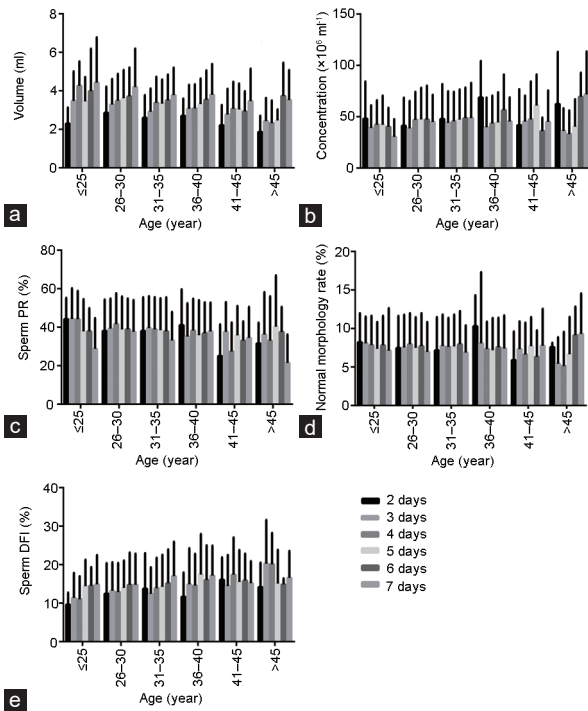 Volume (ml)
8
6
4
2
0
≤25
26–30
31–35
36–40
41–45
>45
Age (year)
a
Concentration (×10⁶ ml⁻¹)
150
100
50
0
≤25
26–30
31–35
36–40
41–45
>45
Age (year)
b
Sperm PR (%)
80
60
40
20
0
≤25
26–30
31–35
36–40
41–45
>45
Age (year)
c
Normal morphology rate (%)
20
15
10
5
0
≤25
26–30
31–35
36–40
41–45
>45
Age (year)
d
Sperm DFI (%)
40
30
20
10
0
≤25
26–30
31–35
36–40
41–45
>45
Age (year)
e
2 days
3 days
4 days
5 days
6 days
7 days